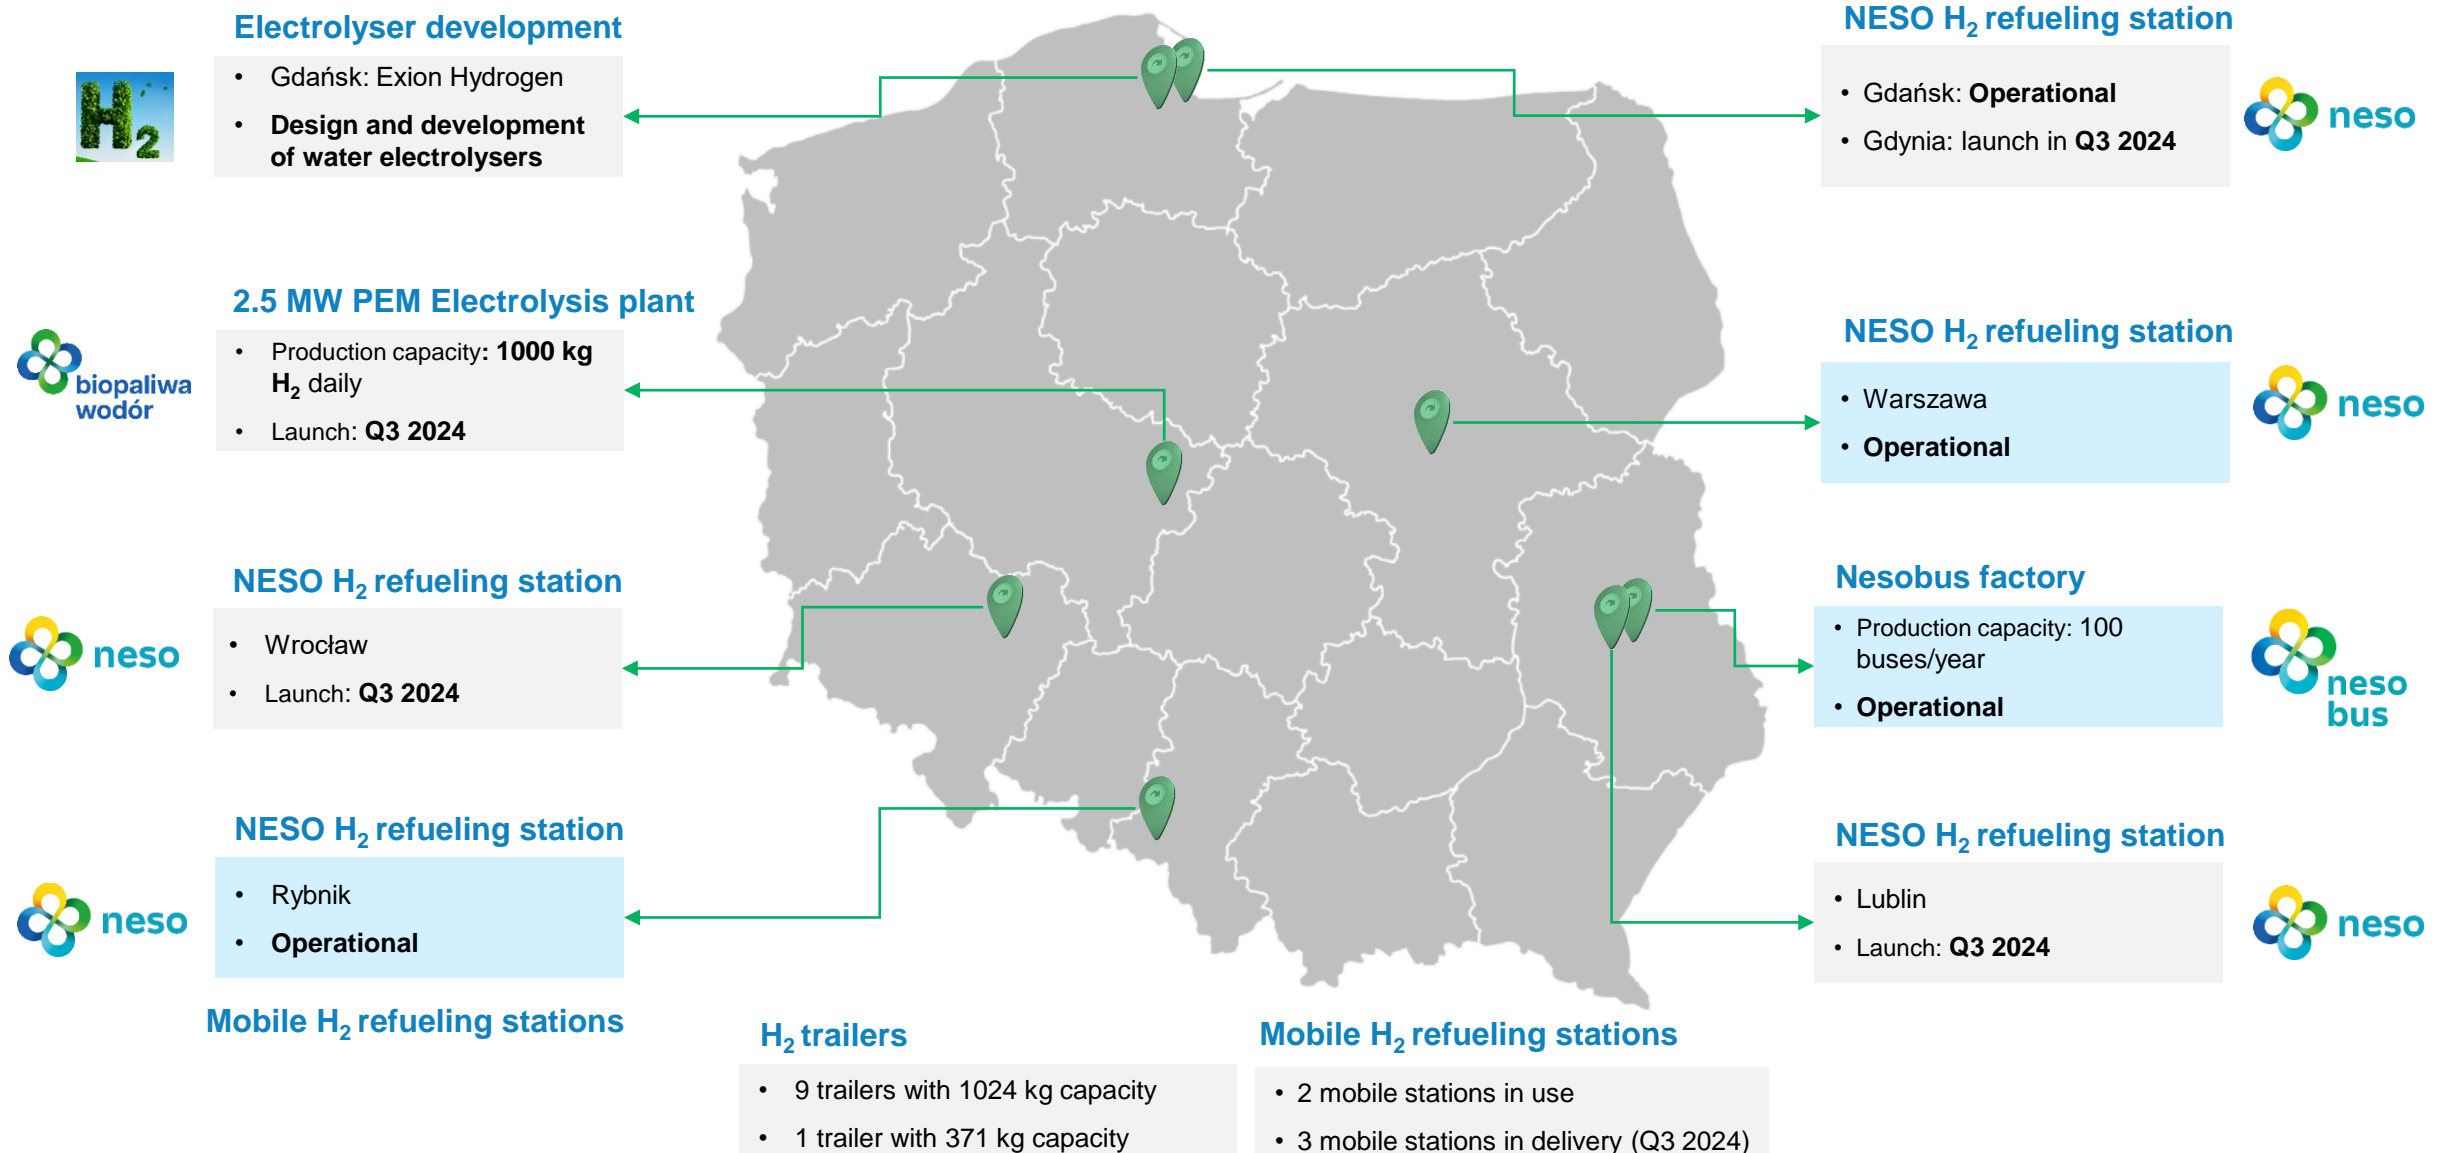 Electrolyser development
• Gdańsk: Exion Hydrogen
• Design and development
of water electrolysers
H2
2.5 MW PEM Electrolysis plant
• Production capacity: 1000 kg
H₂ daily
• Launch: Q3 2024
biopaliwa
wodór
NESO H₂ refueling station
• Wrocław
• Launch: Q3 2024
neso
NESO H₂ refueling station
• Rybnik
• Operational
neso
Mobile H₂ refueling stations
H₂ trailers
• 9 trailers with 1024 kg capacity
• 1 trailer with 371 kg capacity
Mobile H₂ refueling stations
• 2 mobile stations in use
• 3 mobile stations in delivery (Q3 2024)
NESO H₂ refueling station
• Gdańsk: Operational
• Gdynia: launch in Q3 2024
neso
NESO H₂ refueling station
• Warszawa
• Operational
neso
Nesobus factory
• Production capacity: 100
buses/year
• Operational
neso
bus
NESO H₂ refueling station
• Lublin
• Launch: Q3 2024
neso